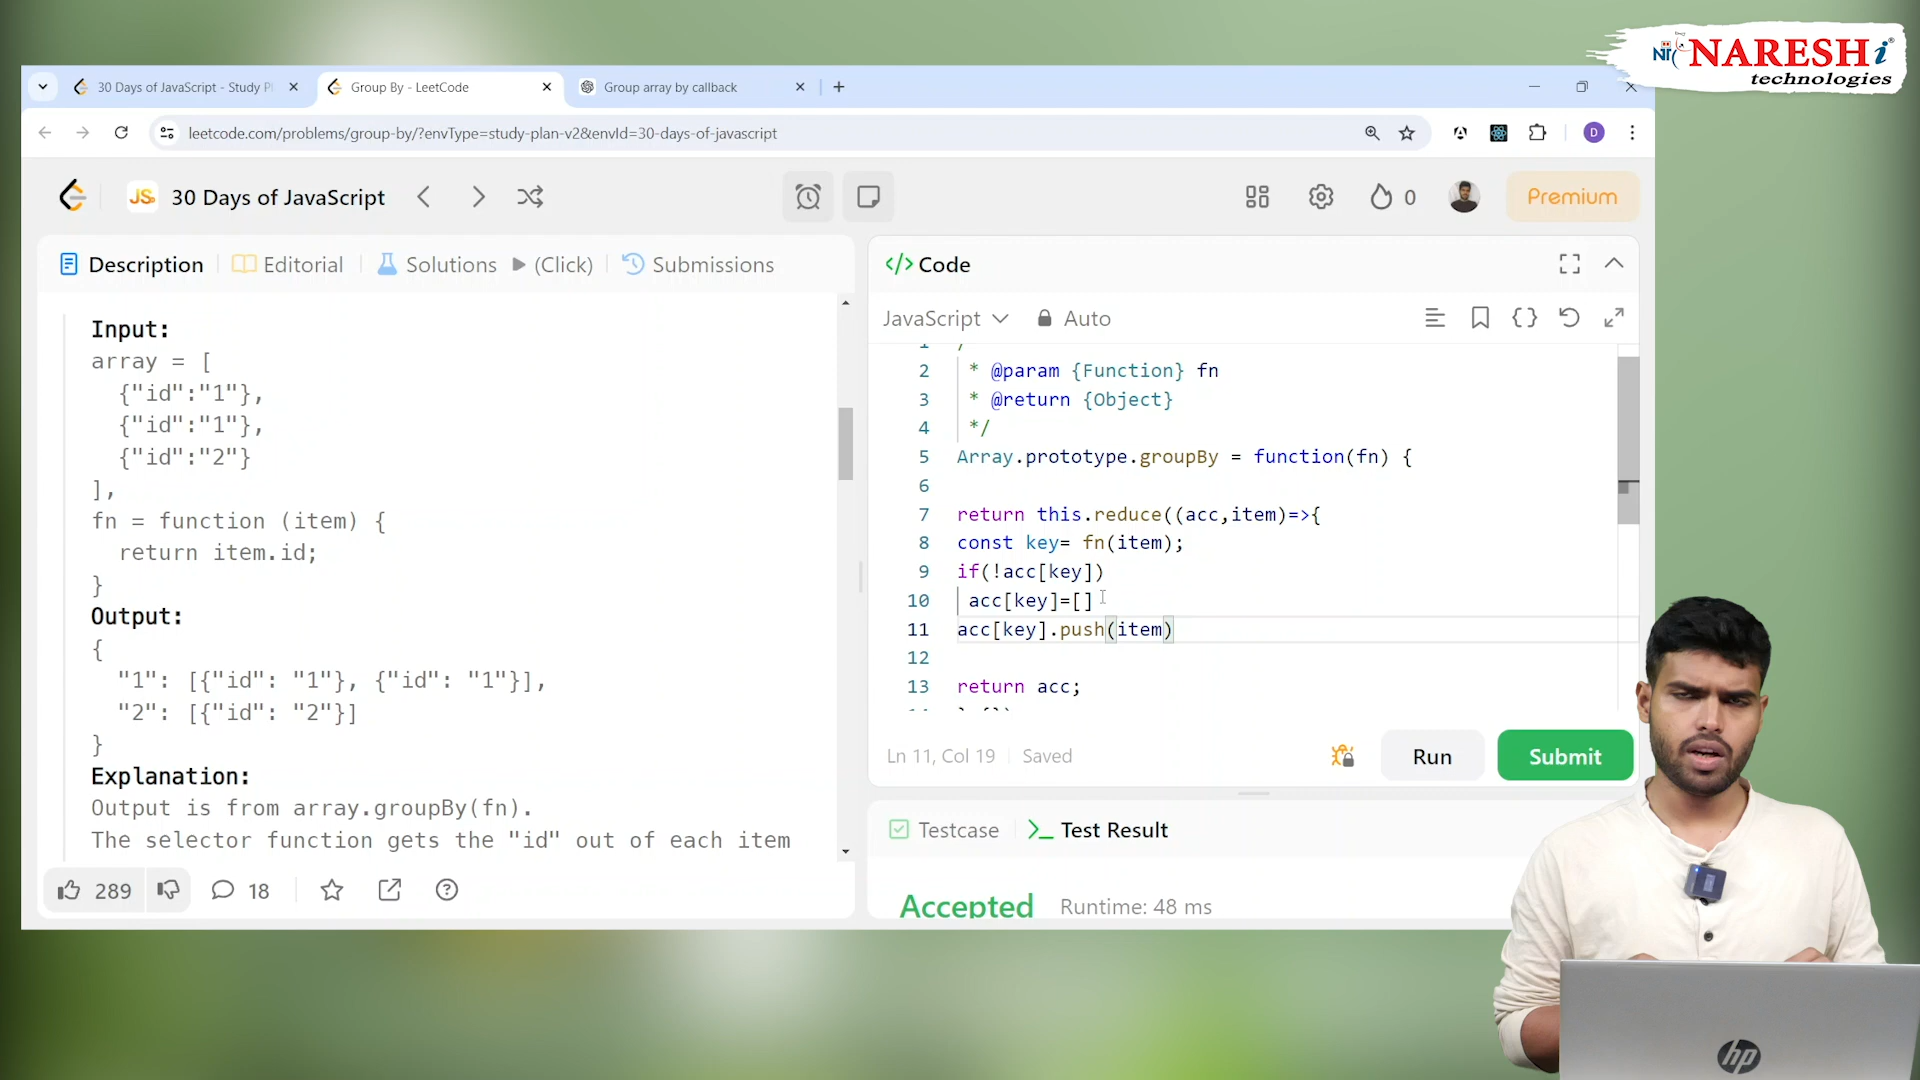 NARESHi
technologies
30 Days of JavaScript - Study Pl
Group By - LeetCode
Group array by callback
leetcode.com/problems/group-by/?envType=study-plan-v2&envId=30-days-of-javascript
D
JS 30 Days of JavaScript
0
Premium
Description
Editorial
Solutions
(Click)
Submissions
</> Code
JavaScript
Auto
Input:
array = [
{"id":"1"},
{"id":"1"},
{"id":"2"}
],
fn = function (item) {
return item.id;
}
Output:
{
"1": [{"id": "1"}, {"id": "1"}],
"2": [{"id": "2"}]
}
Explanation:
Output is from array.groupBy(fn).
The selector function gets the "id" out of each item
289
18
2 * @param {Function} fn
3 * @return {Object}
4 */
5 Array.prototype.groupBy = function(fn) {
6
7 return this.reduce((acc,item)=>{
8 const key= fn(item);
9 if(!acc[key])
10 acc[key]=[]
11 acc[key].push(item)
12
13 return acc;
Ln 11, Col 19
Saved
Run
Submit
Testcase
Test Result
Accepted
Runtime: 48 ms
hp